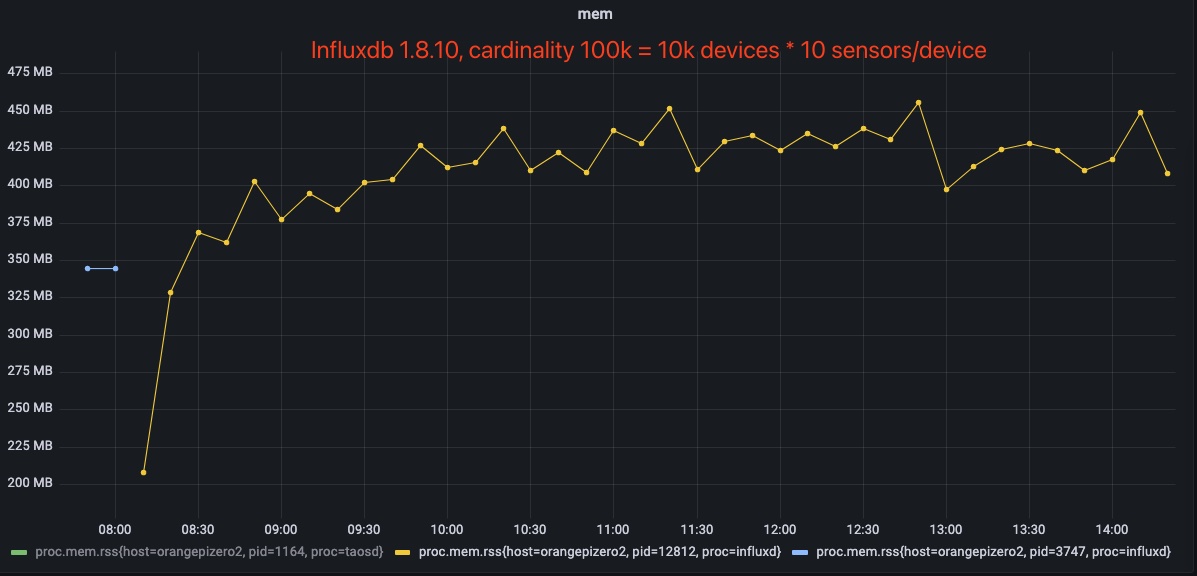 mem
Influxdb 1.8.10, cardinality 100k = 10k devices * 10 sensors/device
475 MB
450 MB
425 MB
400 MB
375 MB
350 MB
325 MB
300 MB
275 MB
250 MB
225 MB
200 MB
08:00 08:30 09:00 09:30 10:00 10:30 11:00 11:30 12:00 12:30 13:00 13:30 14:00
proc.mem.rss{host=orangepizero2, pid=1164, proc=taosd} proc.mem.rss{host=orangepizero2, pid=12812, proc=influxd} proc.mem.rss{host=orangepizero2, pid=3747, proc=influxd}